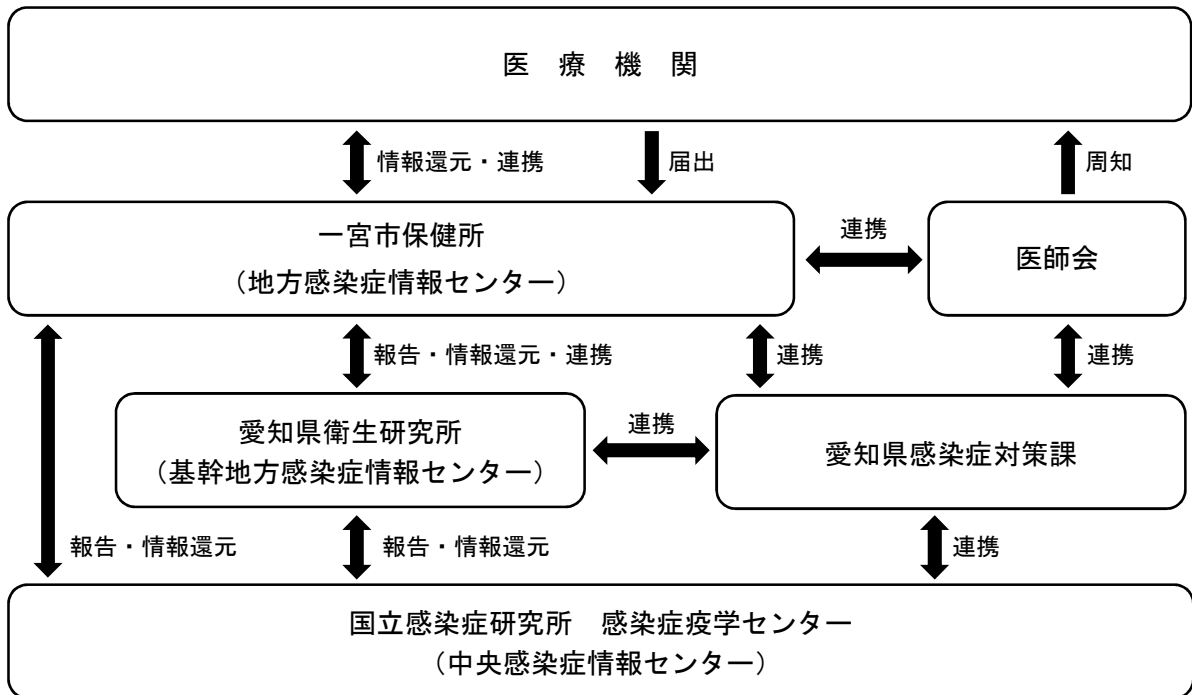 医　療　機　関
情報還元・連携
届出
周知
一宮市保健所
（地方感染症情報センター）
連携
医師会
報告・情報還元・連携
連携
連携
愛知県衛生研究所
（基幹地方感染症情報センター）
連携
愛知県感染症対策課
報告・情報還元
報告・情報還元
連携
国立感染症研究所　感染症疫学センター
（中央感染症情報センター）